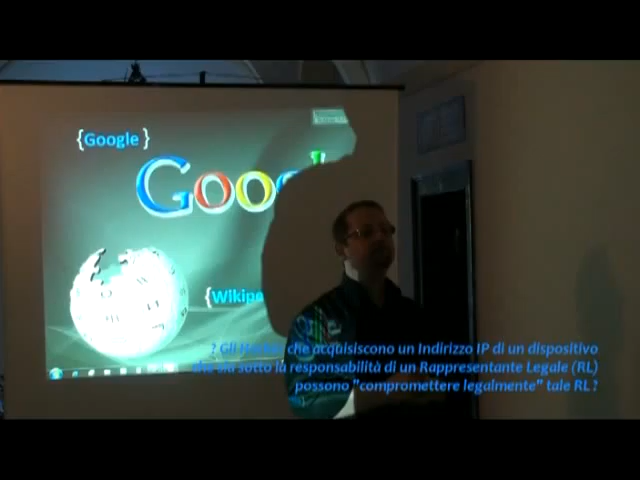 {Google }
Goo
{Wikipe
? Gli Ha che acquisiscono un Indirizzo IP di un dispositivo
che sia sotto la responsabilità di un Rappresentante Legale (RL)
possono "compromettere legalmente" tale RL ?